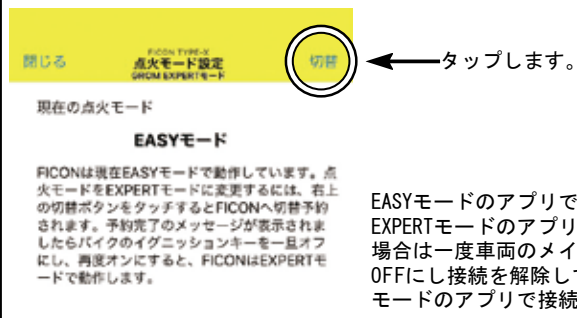 FICON TYPE-X
閉じる 点火モード設定 切替
GROM EXPERTモード
タップします。
現在の点火モード
EASYモード
FICONは現在EASYモードで動作しています。点
火モードをEXPERTモードに変更するには、右上
の切替ボタンをタッチするとFICONへ切替予約
されます。予約完了のメッセージが表示されま
したらバイクのイグニッションキーを一旦オフ
にし、再度オンにすると、FICONはEXPERTモ
ードで動作します。
EASYモードのアプリで
EXPERTモードのアプリ
場合は一度車両のメイ
OFFにし接続を解除して
モードのアプリで接続